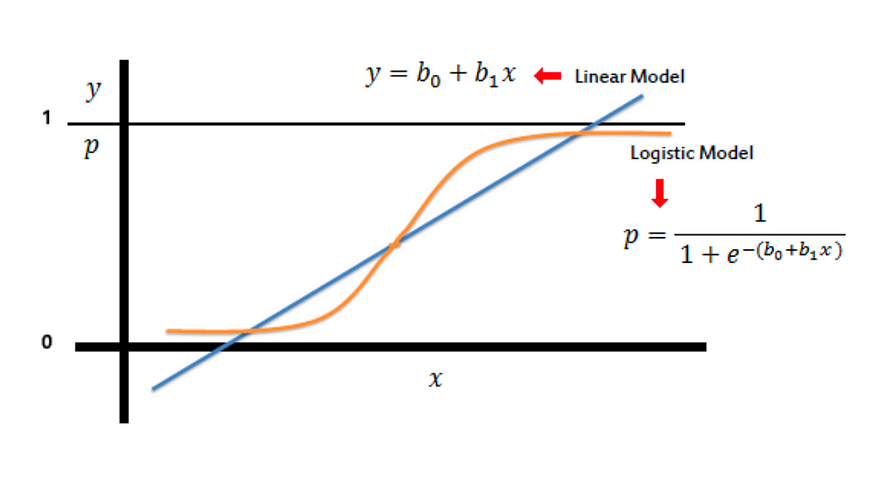 y = b₀ + b₁x
Linear Model
y
1
p
Logistic Model
p = 1 / (1 + e^−(b₀+b₁x))
0
x